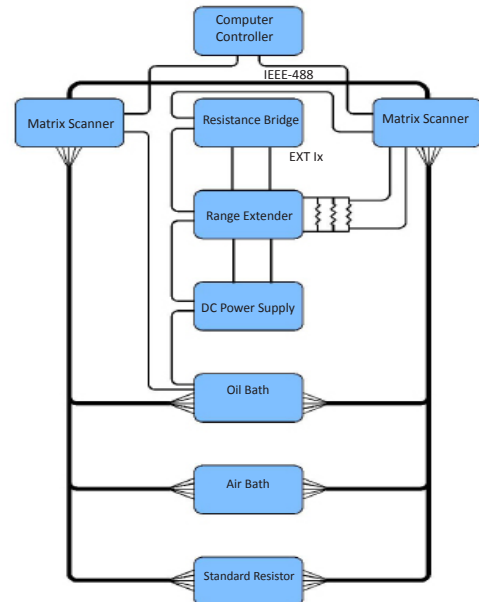 Computer
Controller
IEEE-488
Matrix Scanner
Resistance Bridge
Matrix Scanner
EXT Ix
Range Extender
DC Power Supply
Oil Bath
Air Bath
Standard Resistor